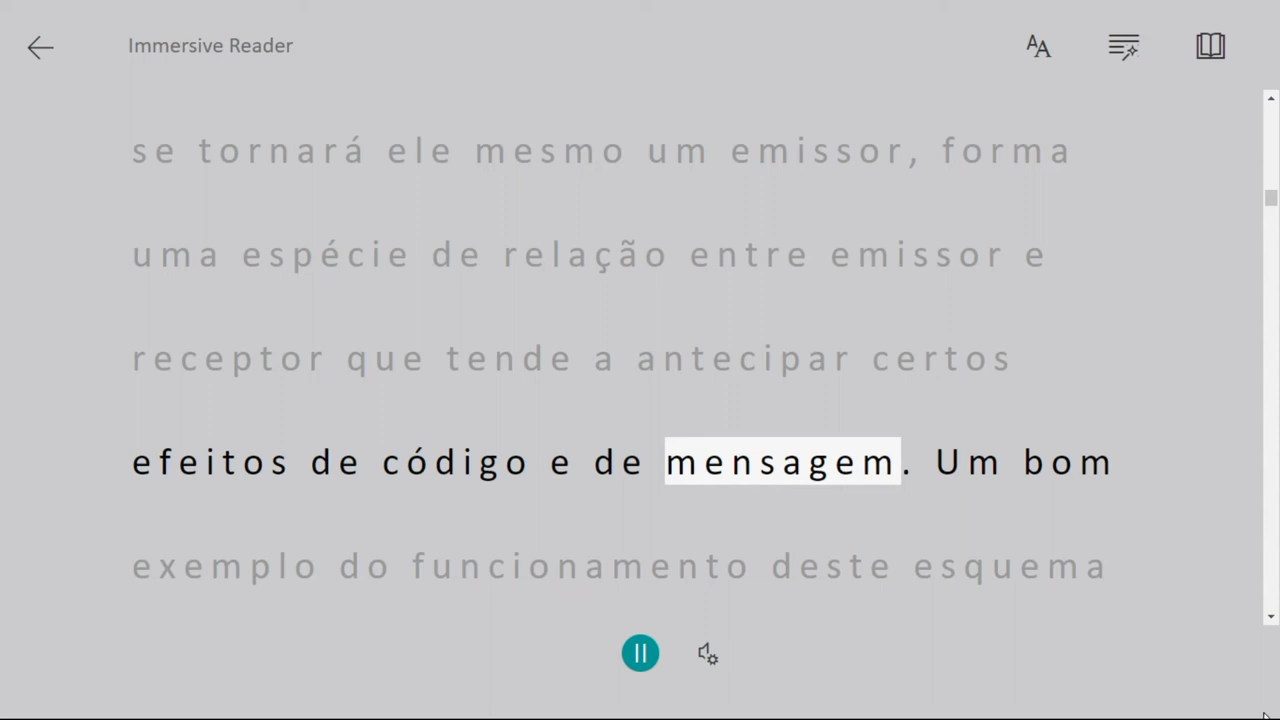 Immersive Reader
se tornará ele mesmo um emissor, forma
uma espécie de relação entre emissor e
receptor que tende a antecipar certos
efeitos de código e de mensagem. Um bom
exemplo do funcionamento deste esquema